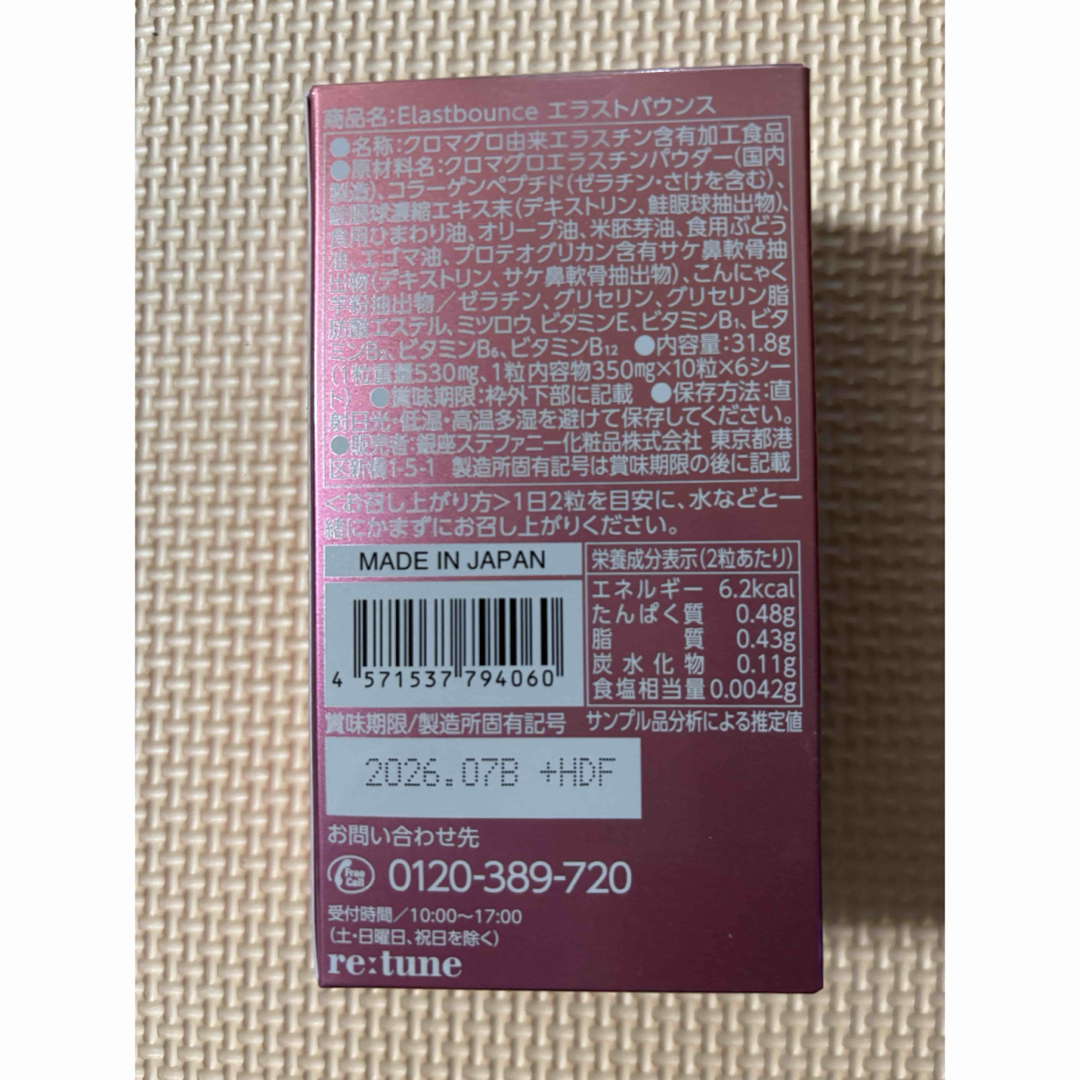 商品名:Elastbounce エラストバウンス
●名称:クロマグロ由来エラスチン含有加工食品
●原材料名:クロマグロエラスチンパウダー(国内
製造)、コラーゲンペプチド(ゼラチン・さけを含む)、
鮭眼球濃縮エキス末(デキストリン、鮭眼球抽出物)、
食用ひまわり油、オリーブ油、米胚芽油、食用ぶどう
油、エゴマ油、プロテオグリカン含有サケ鼻軟骨抽
出物(デキストリン、サケ鼻軟骨抽出物)、こんにゃく
芋粉抽出物/ゼラチン、グリセリン、グリセリン脂
肪酸エステル、ミツロウ、ビタミンE、ビタミンB₁、ビタ
ミンB₂、ビタミンB₆、ビタミンB₁₂ ●内容量:31.8g
(1粒重量530mg、1粒内容物350mg×10粒×6シー
ト) ●賞味期限:枠外下部に記載 ●保存方法:直
射日光・低温・高温多湿を避けて保存してください。
●販売者:銀座ステファニー化粧品株式会社 東京都港
区新橋1-5-1 製造所固有記号は賞味期限の後に記載
<お召し上がり方>1日2粒を目安に、水などと一
緒にかまずにお召し上がりください。
MADE IN JAPAN
4 571537 794060
栄養成分表示(2粒あたり)
エネルギー 6.2kcal
たんぱく質 0.48g
脂質 0.43g
炭水化物 0.11g
食塩相当量 0.0042g
サンプル品分析による推定値
賞味期限/製造所固有記号
2026.07B +HDF
お問い合わせ先
Free Call 0120-389-720
受付時間/10:00〜17:00
(土・日曜日、祝日を除く)
re:tune